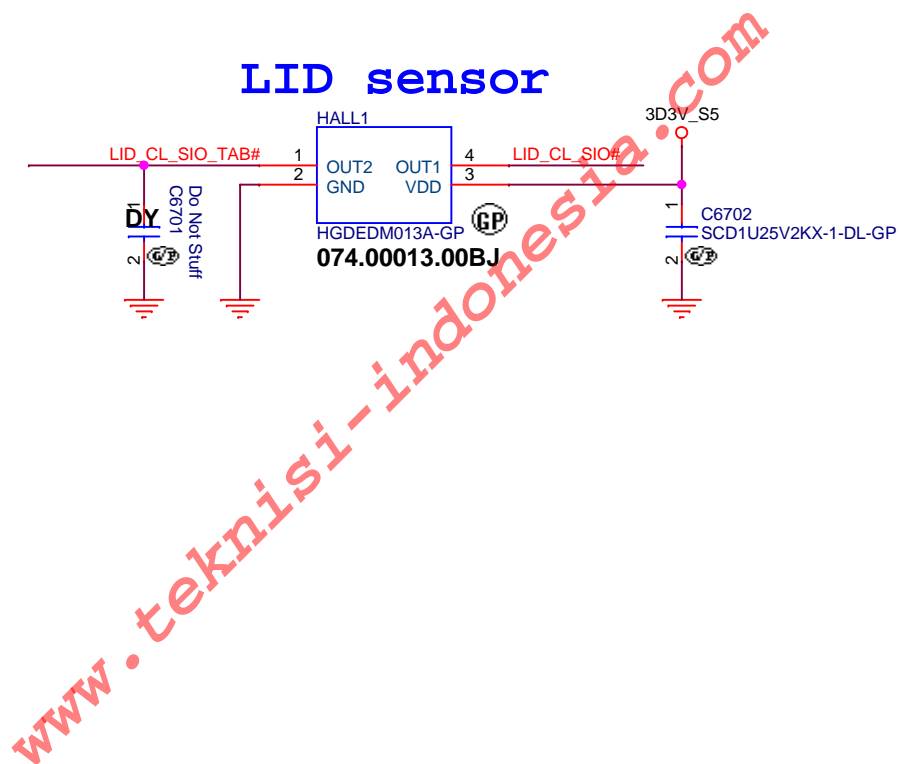 LID sensor
HALL1
3D3V_S5
LID_CL_SIO_TAB#
1
OUT2
OUT1
4
LID_CL_SIO#
2
GND
VDD
3
HGDEDM013A-GP
GP
074.00013.00BJ
DY
1
2
C6701
Do Not Stuff
G/P
1
2
C6702
SCD1U25V2KX-1-DL-GP
G/P
www.teknisi-indonesia.com